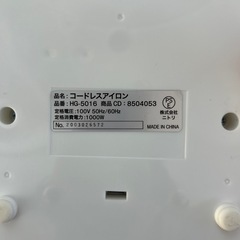 品名：コードレスアイロン
品番：HG-5016 商品CD：8504053
定格電圧：100V 50Hz/60Hz
定格消費電力：1000W
株式会社
ニトリ
MADE IN CHINA